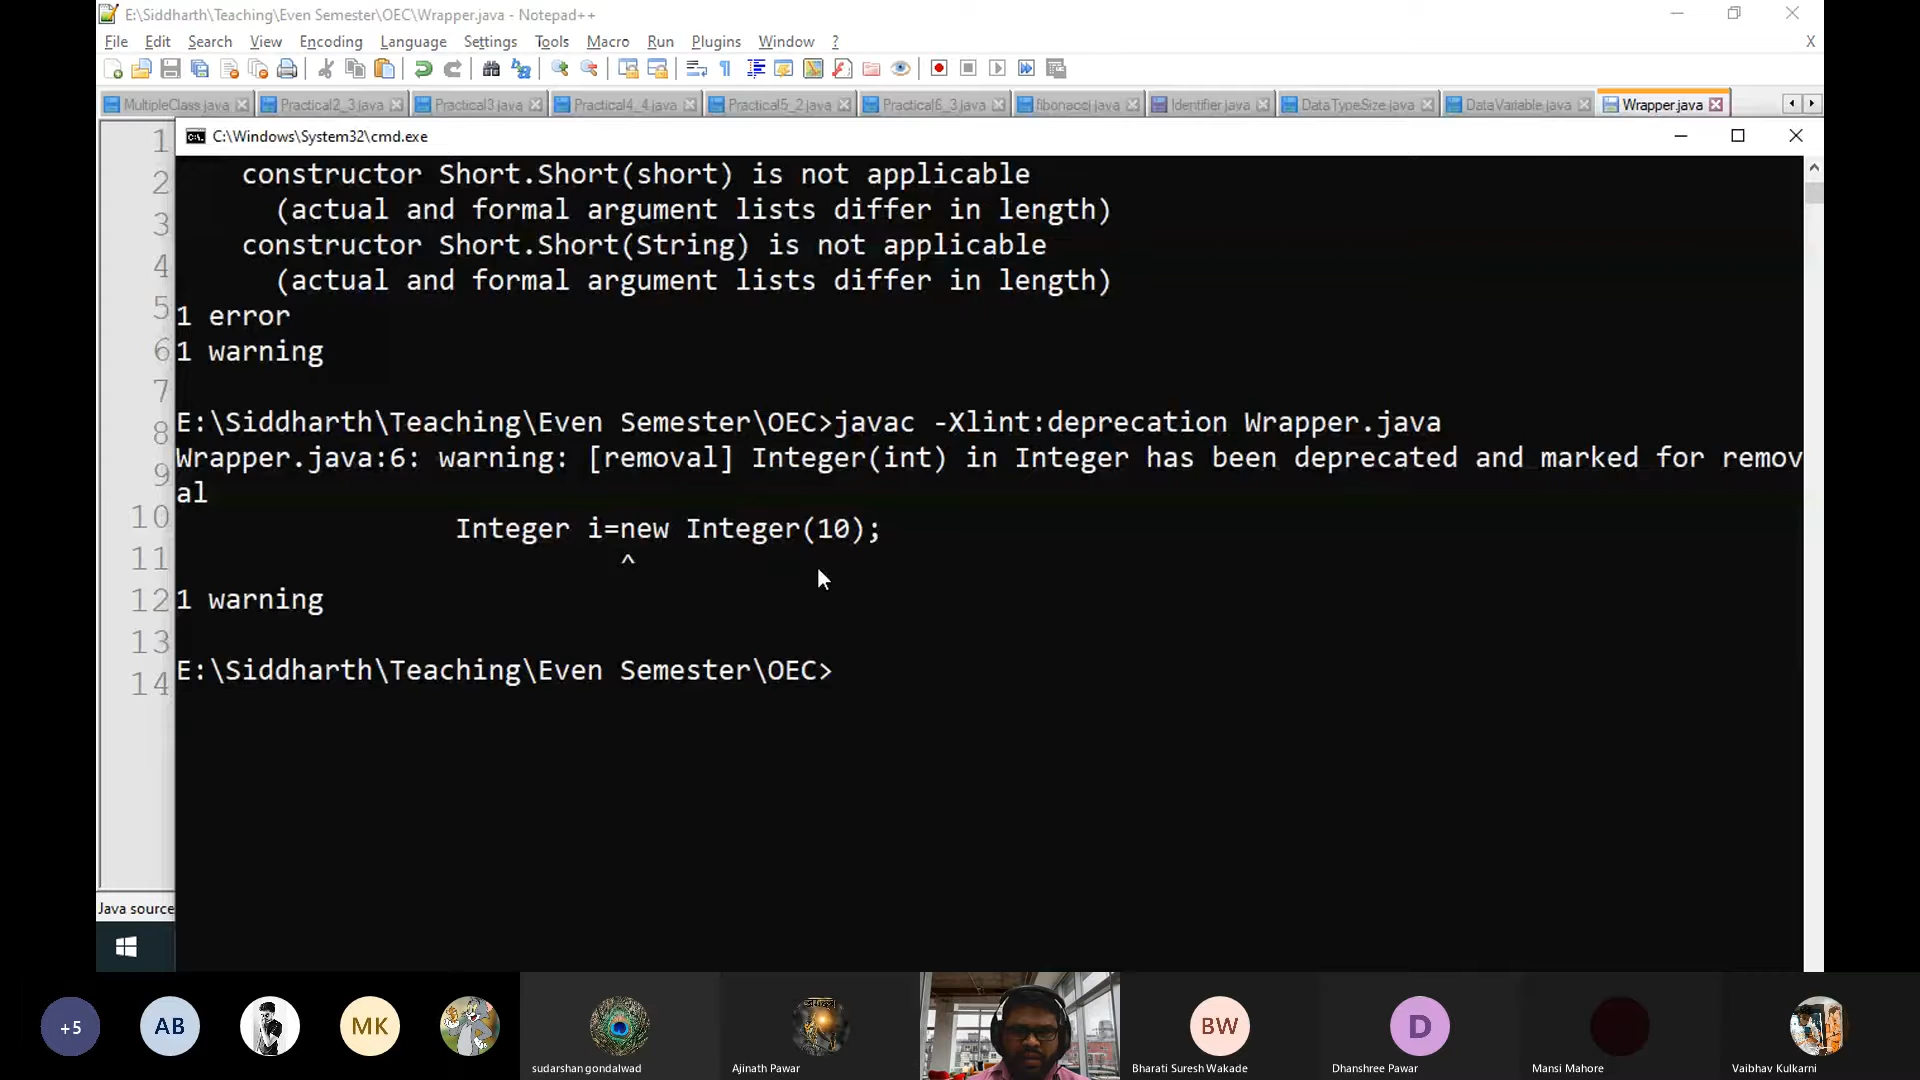 E:\Siddharth\Teaching\Even Semester\OEC\Wrapper.java - Notepad++
File Edit Search View Encoding Language Settings Tools Macro Run Plugins Window ? X
MultipleClass.java Practical2_3.java Practical3.java Practical4_4.java Practical5_2.java Practical6_3.java fibonacci.java Identifier.java DataTypeSize.java DataVariable.java Wrapper.java
C:\Windows\System32\cmd.exe
1
2 constructor Short.Short(short) is not applicable
3 (actual and formal argument lists differ in length)
4 constructor Short.Short(String) is not applicable
(actual and formal argument lists differ in length)
5 1 error
6 1 warning
7
8 E:\Siddharth\Teaching\Even Semester\OEC>javac -Xlint:deprecation Wrapper.java
9 Wrapper.java:6: warning: [removal] Integer(int) in Integer has been deprecated and marked for remov
al
10 Integer i=new Integer(10);
11 ^
12 1 warning
13
14 E:\Siddharth\Teaching\Even Semester\OEC>
Java source
+5 AB MK BW D
sudarshan gondalwad Ajinath Pawar Bharati Suresh Wakade Dhanshree Pawar Mansi Mahore Vaibhav Kulkarni